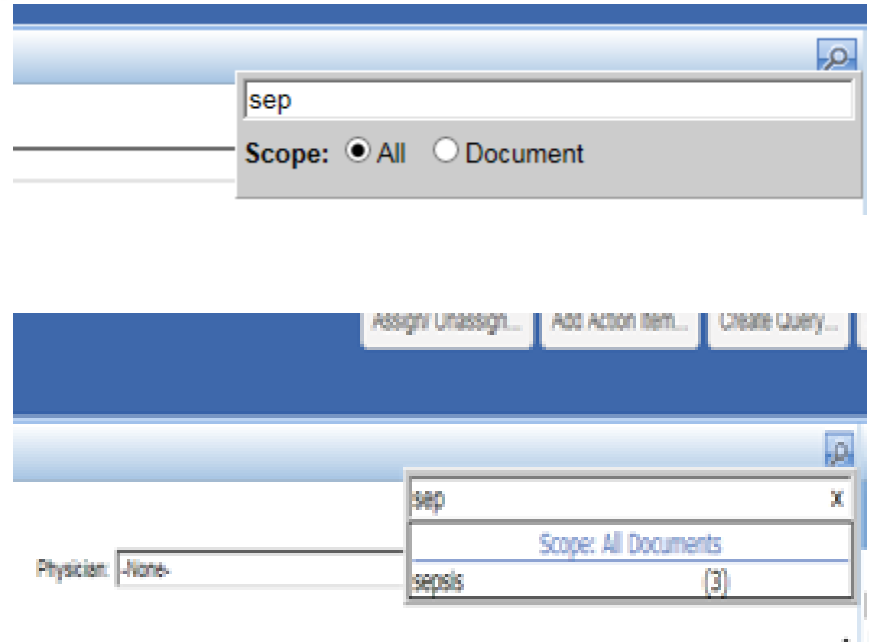 sep
Scope: All Document
Assign/ Unassign... Add Action Item... Create Query...
sep x
Scope: All Documents
Physician: -None-
sepsis (3)